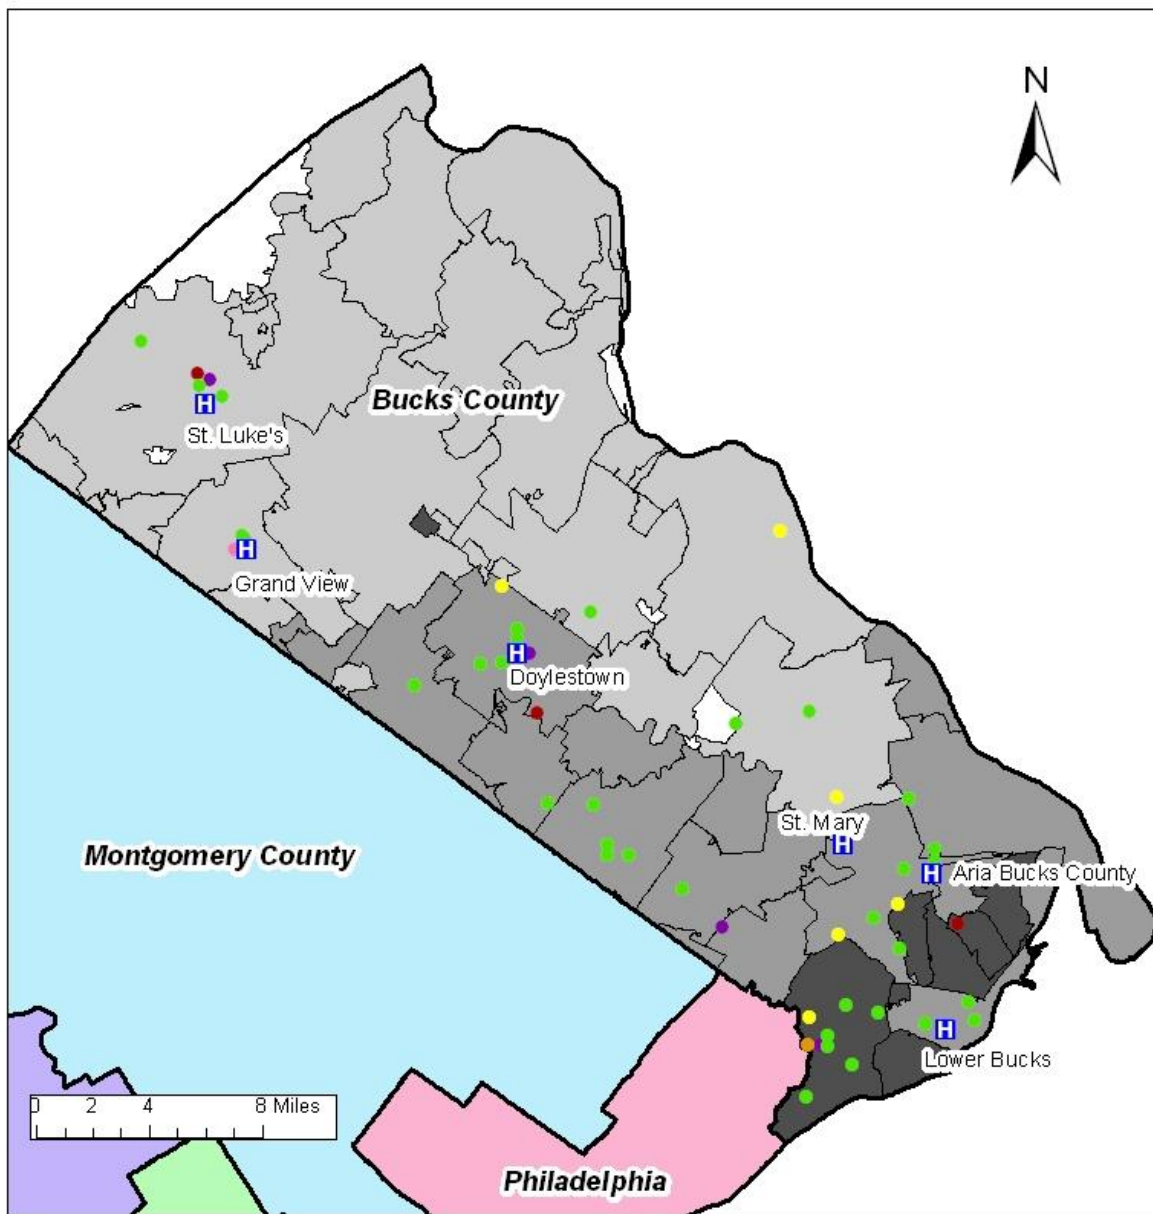 N
H
Bucks County
St. Luke's
H
Grand View
H
Doylestown
St. Mary
H
Montgomery County
H Aria Bucks County
H
Lower Bucks
0 2 4 8 Miles
Philadelphia